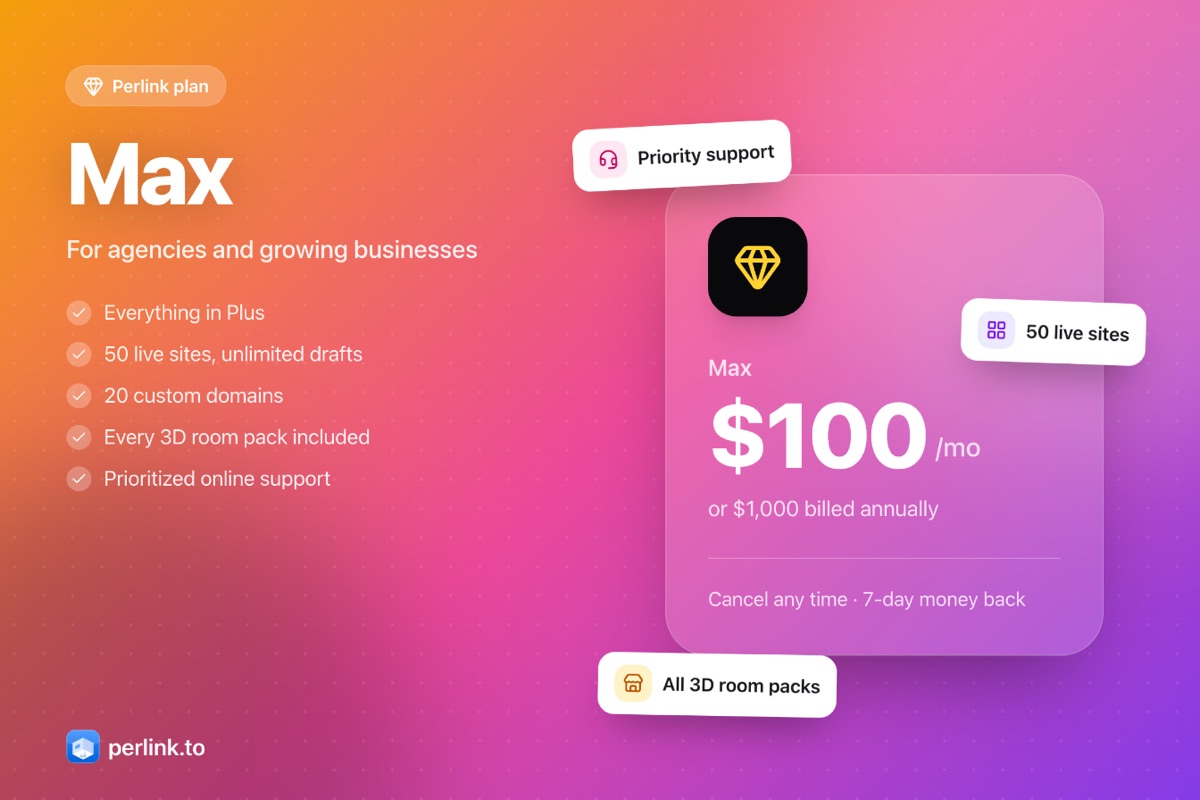 Perlink plan
Max
For agencies and growing businesses
Everything in Plus
50 live sites, unlimited drafts
20 custom domains
Every 3D room pack included
Prioritized online support
perlink.to
Priority support
50 live sites
Max
$100 /mo
or $1,000 billed annually
Cancel any time · 7-day money back
All 3D room packs